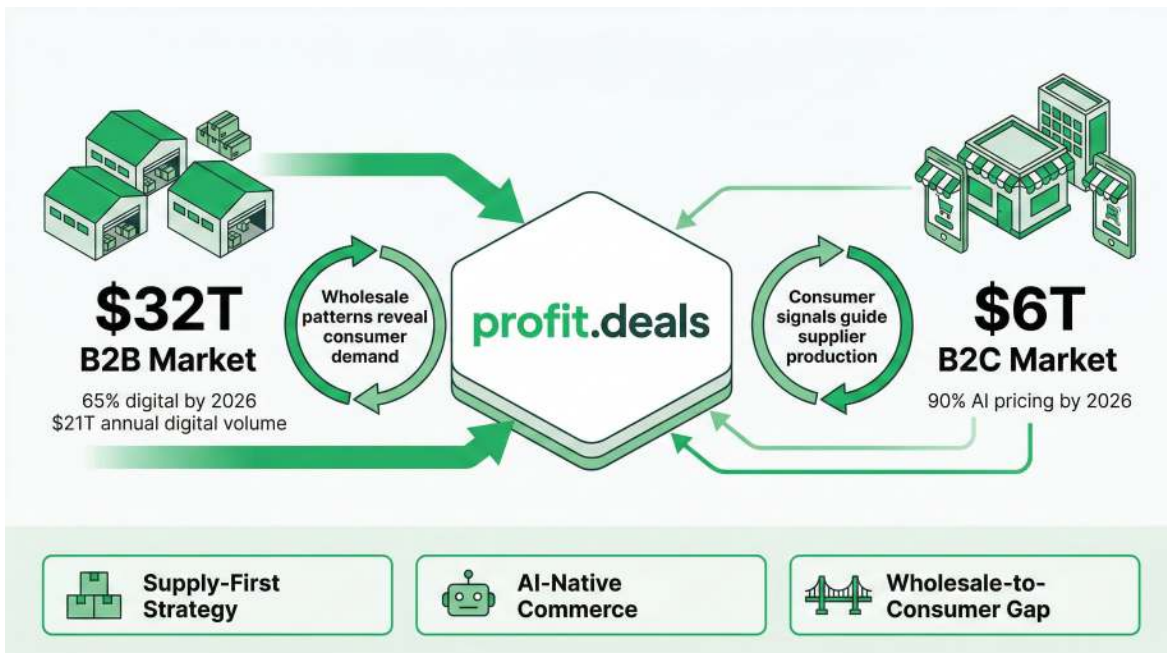 $32T
B2B Market
65% digital by 2026
$21T annual digital volume
Wholesale
patterns reveal
consumer
demand
profit.deals
Consumer
signals guide
supplier
production
$6T
B2C Market
90% AI pricing by 2026
Supply-First
Strategy
AI-Native
Commerce
Wholesale-to-
Consumer Gap